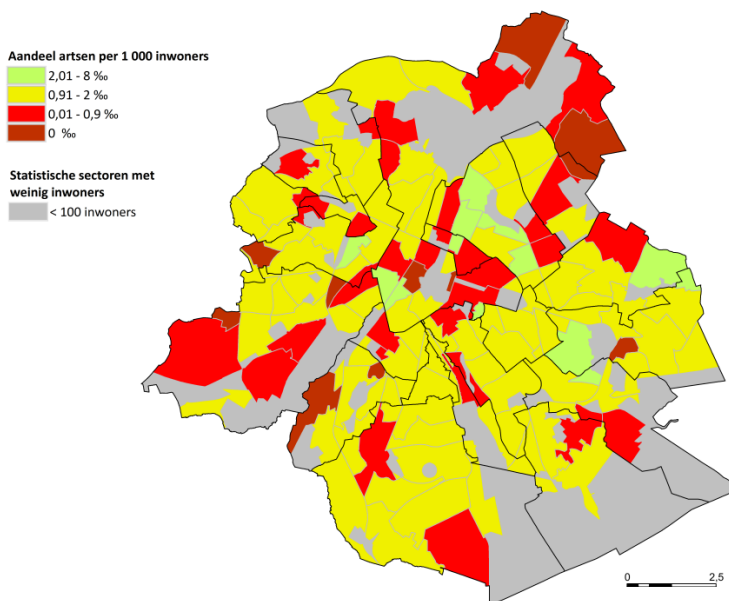 Aandeel artsen per 1 000 inwoners
2,01 - 8 ‰
0,91 - 2 ‰
0,01 - 0,9 ‰
0 ‰
Statistische sectoren met
weinig inwoners
< 100 inwoners
0 2,5